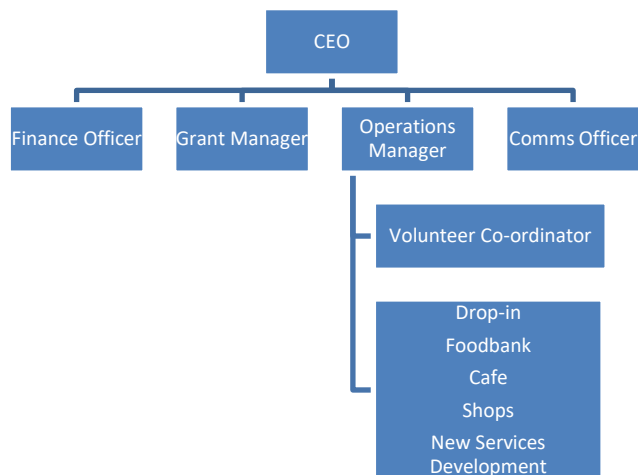 CEO
Finance Officer
Grant Manager
Operations
Manager
Comms Officer
Volunteer Co-ordinator
Drop-in
Foodbank
Cafe
Shops
New Services
Development